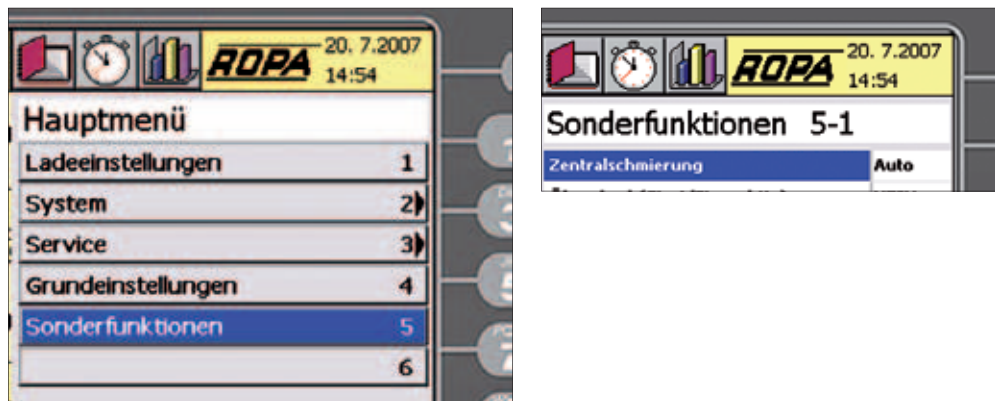 ROPA
20. 7.2007
14:54
Hauptmenü
Ladeeinstellungen 1
System 2
Service 3
Grundeinstellungen 4
Sonderfunktionen 5
6
ROPA
20. 7.2007
14:54
Sonderfunktionen 5-1
Zentralschmierung Auto